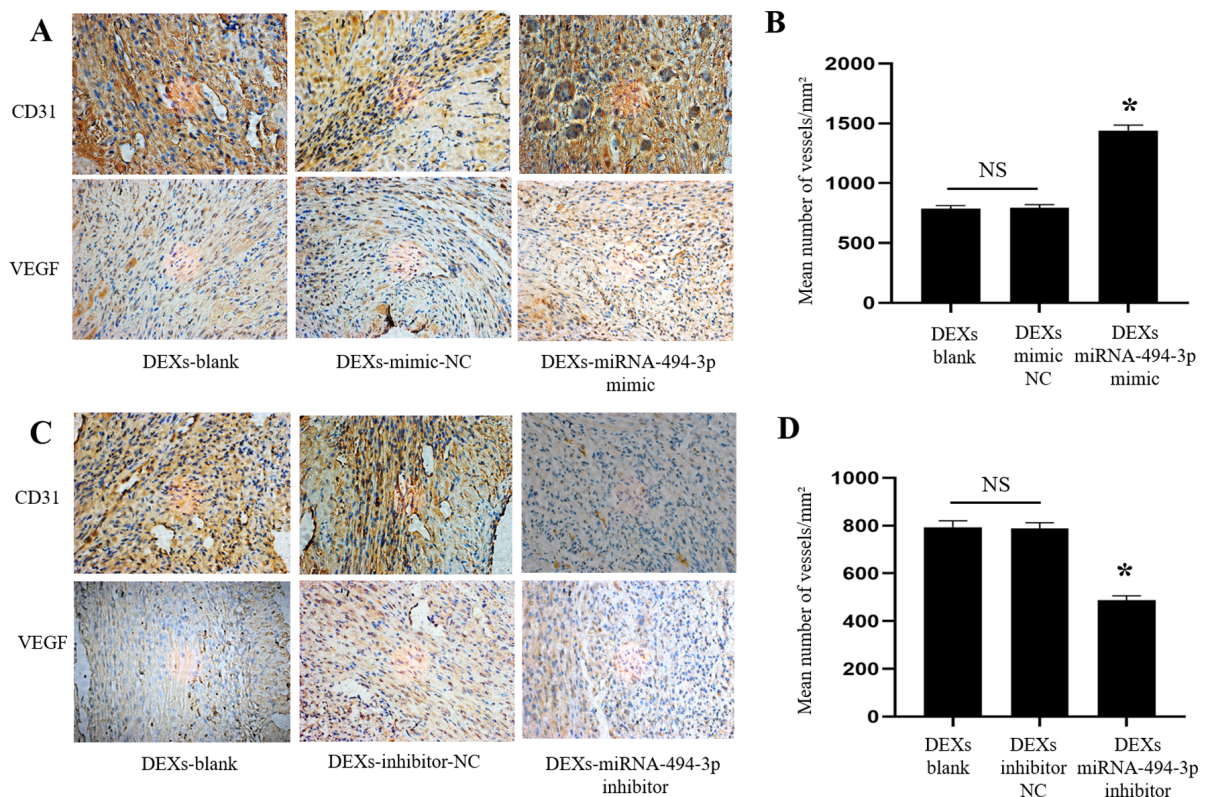 A
CD31
VEGF
DEXs-blank
DEXs-mimic-NC
DEXs-miRNA-494-3p
mimic
B
Mean number of vessels/mm²
2000
1500
1000
500
0
NS
*
DEXs
blank
DEXs
mimic
NC
DEXs
miRNA-494-3p
mimic
C
CD31
VEGF
DEXs-blank
DEXs-inhibitor-NC
DEXs-miRNA-494-3p
inhibitor
D
Mean number of vessels/mm²
1000
800
600
400
200
0
NS
*
DEXs
blank
DEXs
inhibitor
NC
DEXs
miRNA-494-3p
inhibitor